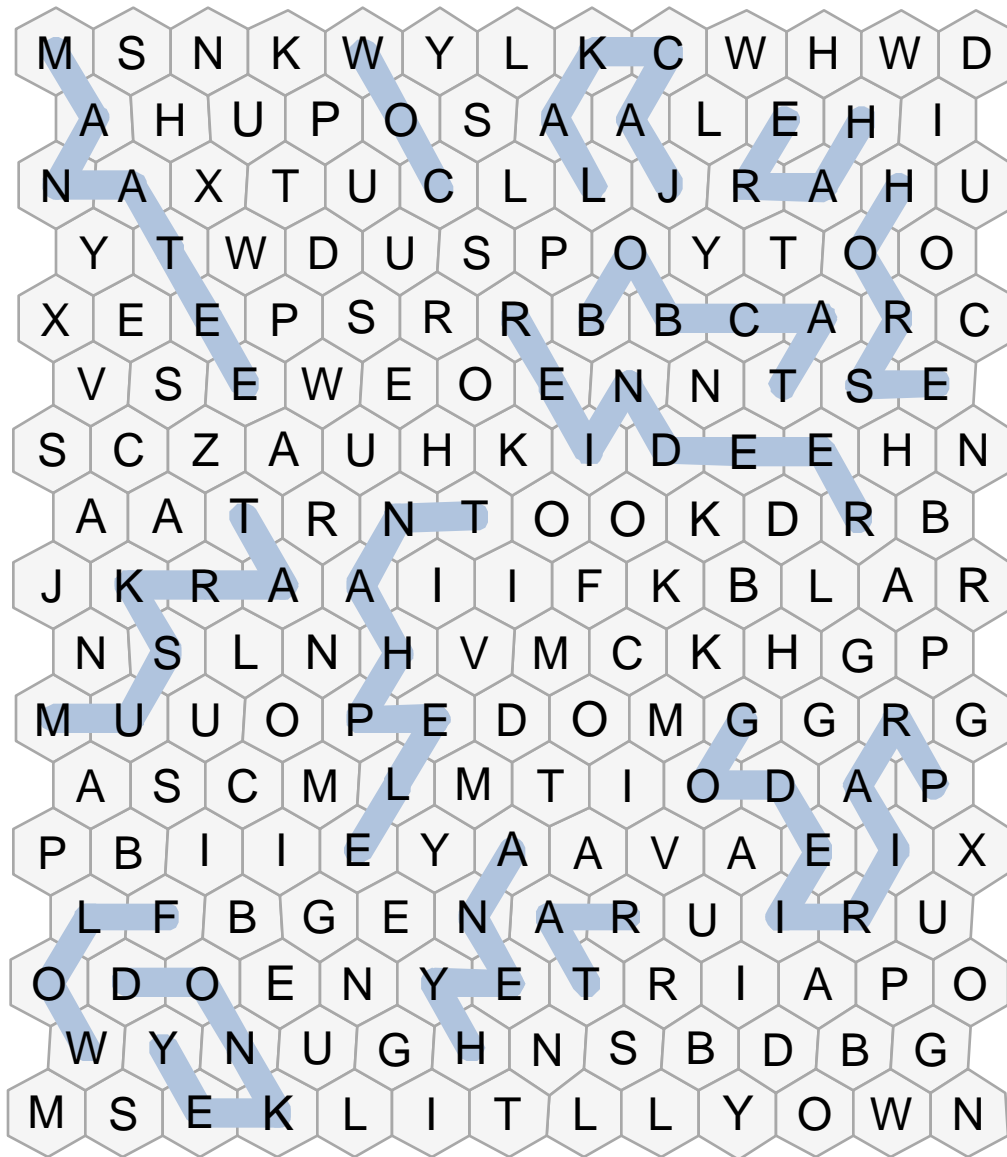 M S N K W Y L K C W H W D
A H U P O S A A L E H I
N A X T U C L L J R A H U
Y T W D U S P O Y T O O
X E E P S R R B B C A R C
V S E W E O E N N T S E
S C Z A U H K I D E E H N
A A T R N T O O K D R B
J K R A A I I F K B L A R
N S L N H V M C K H G P
M U U O P E D O M G G R G
A S C M L M T I O D A P
P B I I E Y A A V A E I X
L F B G E N A R U I R U
O D O E N Y E T R I A P O
W Y N U G H N S B D B G
M S E K L I T L L Y O W N